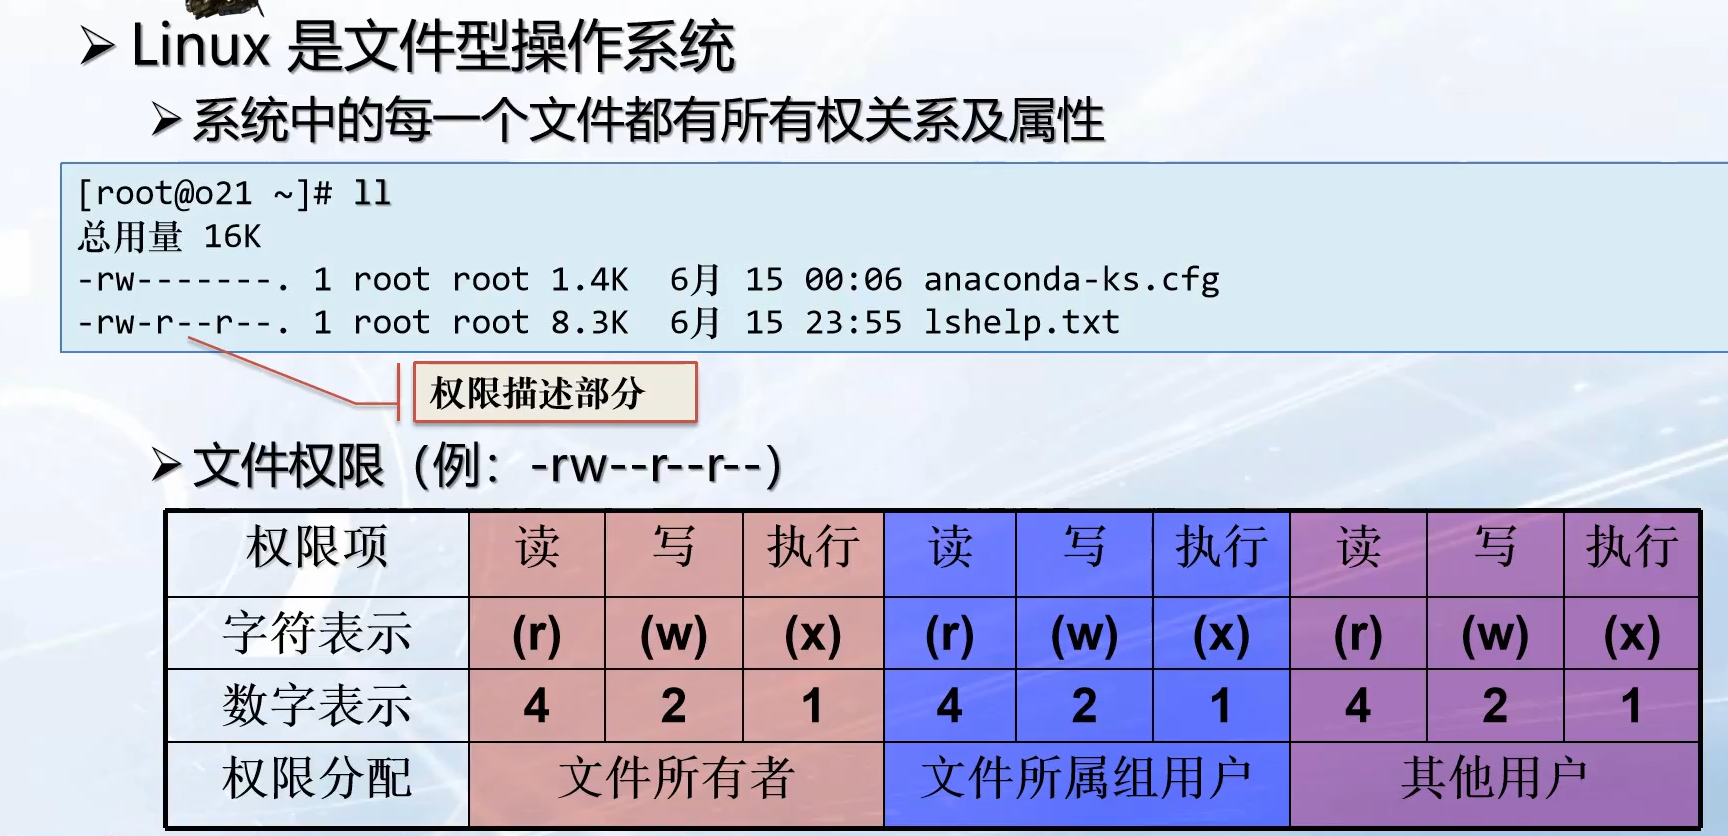 Linux 是文件型操作系统
系统中的每一个文件都有所有权关系及属性
[root@o21 ~]# ll
总用量 16K
-rw-------. 1 root root 1.4K  6月 15 00:06 anaconda-ks.cfg
-rw-r--r--. 1 root root 8.3K  6月 15 23:55 lshelp.txt
权限描述部分
文件权限（例：-rw--r--r--）
权限项 读 写 执行 读 写 执行 读 写 执行
字符表示 (r) (w) (x) (r) (w) (x) (r) (w) (x)
数字表示 4 2 1 4 2 1 4 2 1
权限分配 文件所有者 文件所属组用户 其他用户